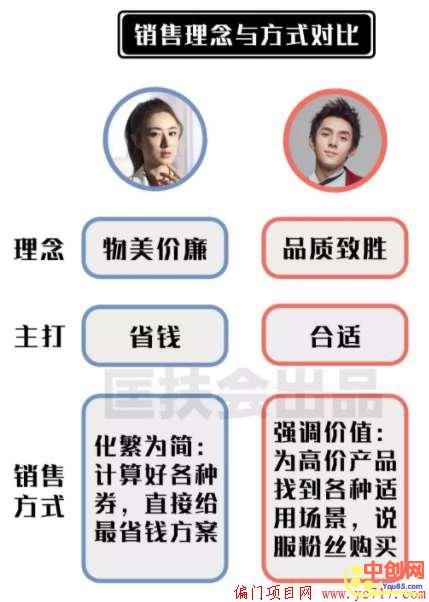 销售理念与方式对比
理念
物美价廉
品质致胜
主打
省钱
合适
匡扶会出品
销售
方式
化繁为简：
计算好各种
券，直接给
最省钱方案
强调价值：
为高价产品
找到各种适
用场景，说
服粉丝购买
中创网
You85.com
偏门项目网 www.yc717.com